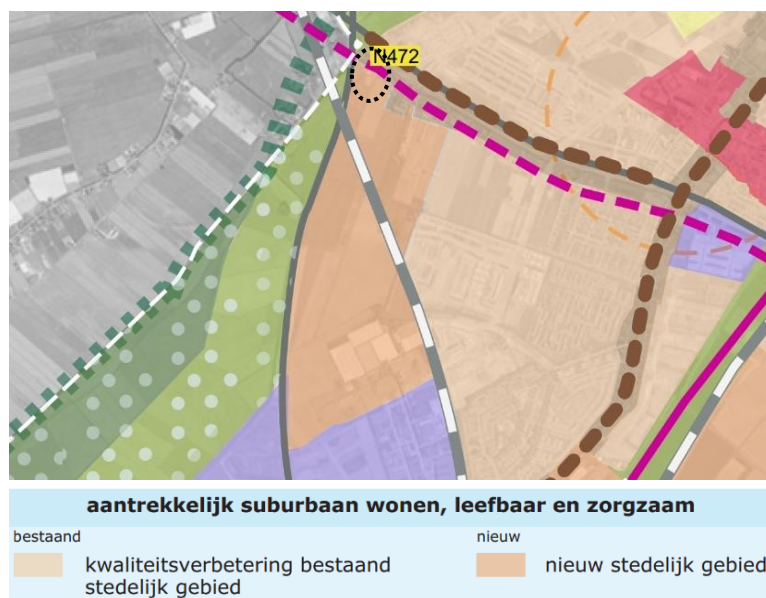 N472
aantrekkelijk suburbaan wonen, leefbaar en zorgzaam
bestaand
kwaliteitsverbetering bestaand
stedelijk gebied
nieuw
nieuw stedelijk gebied